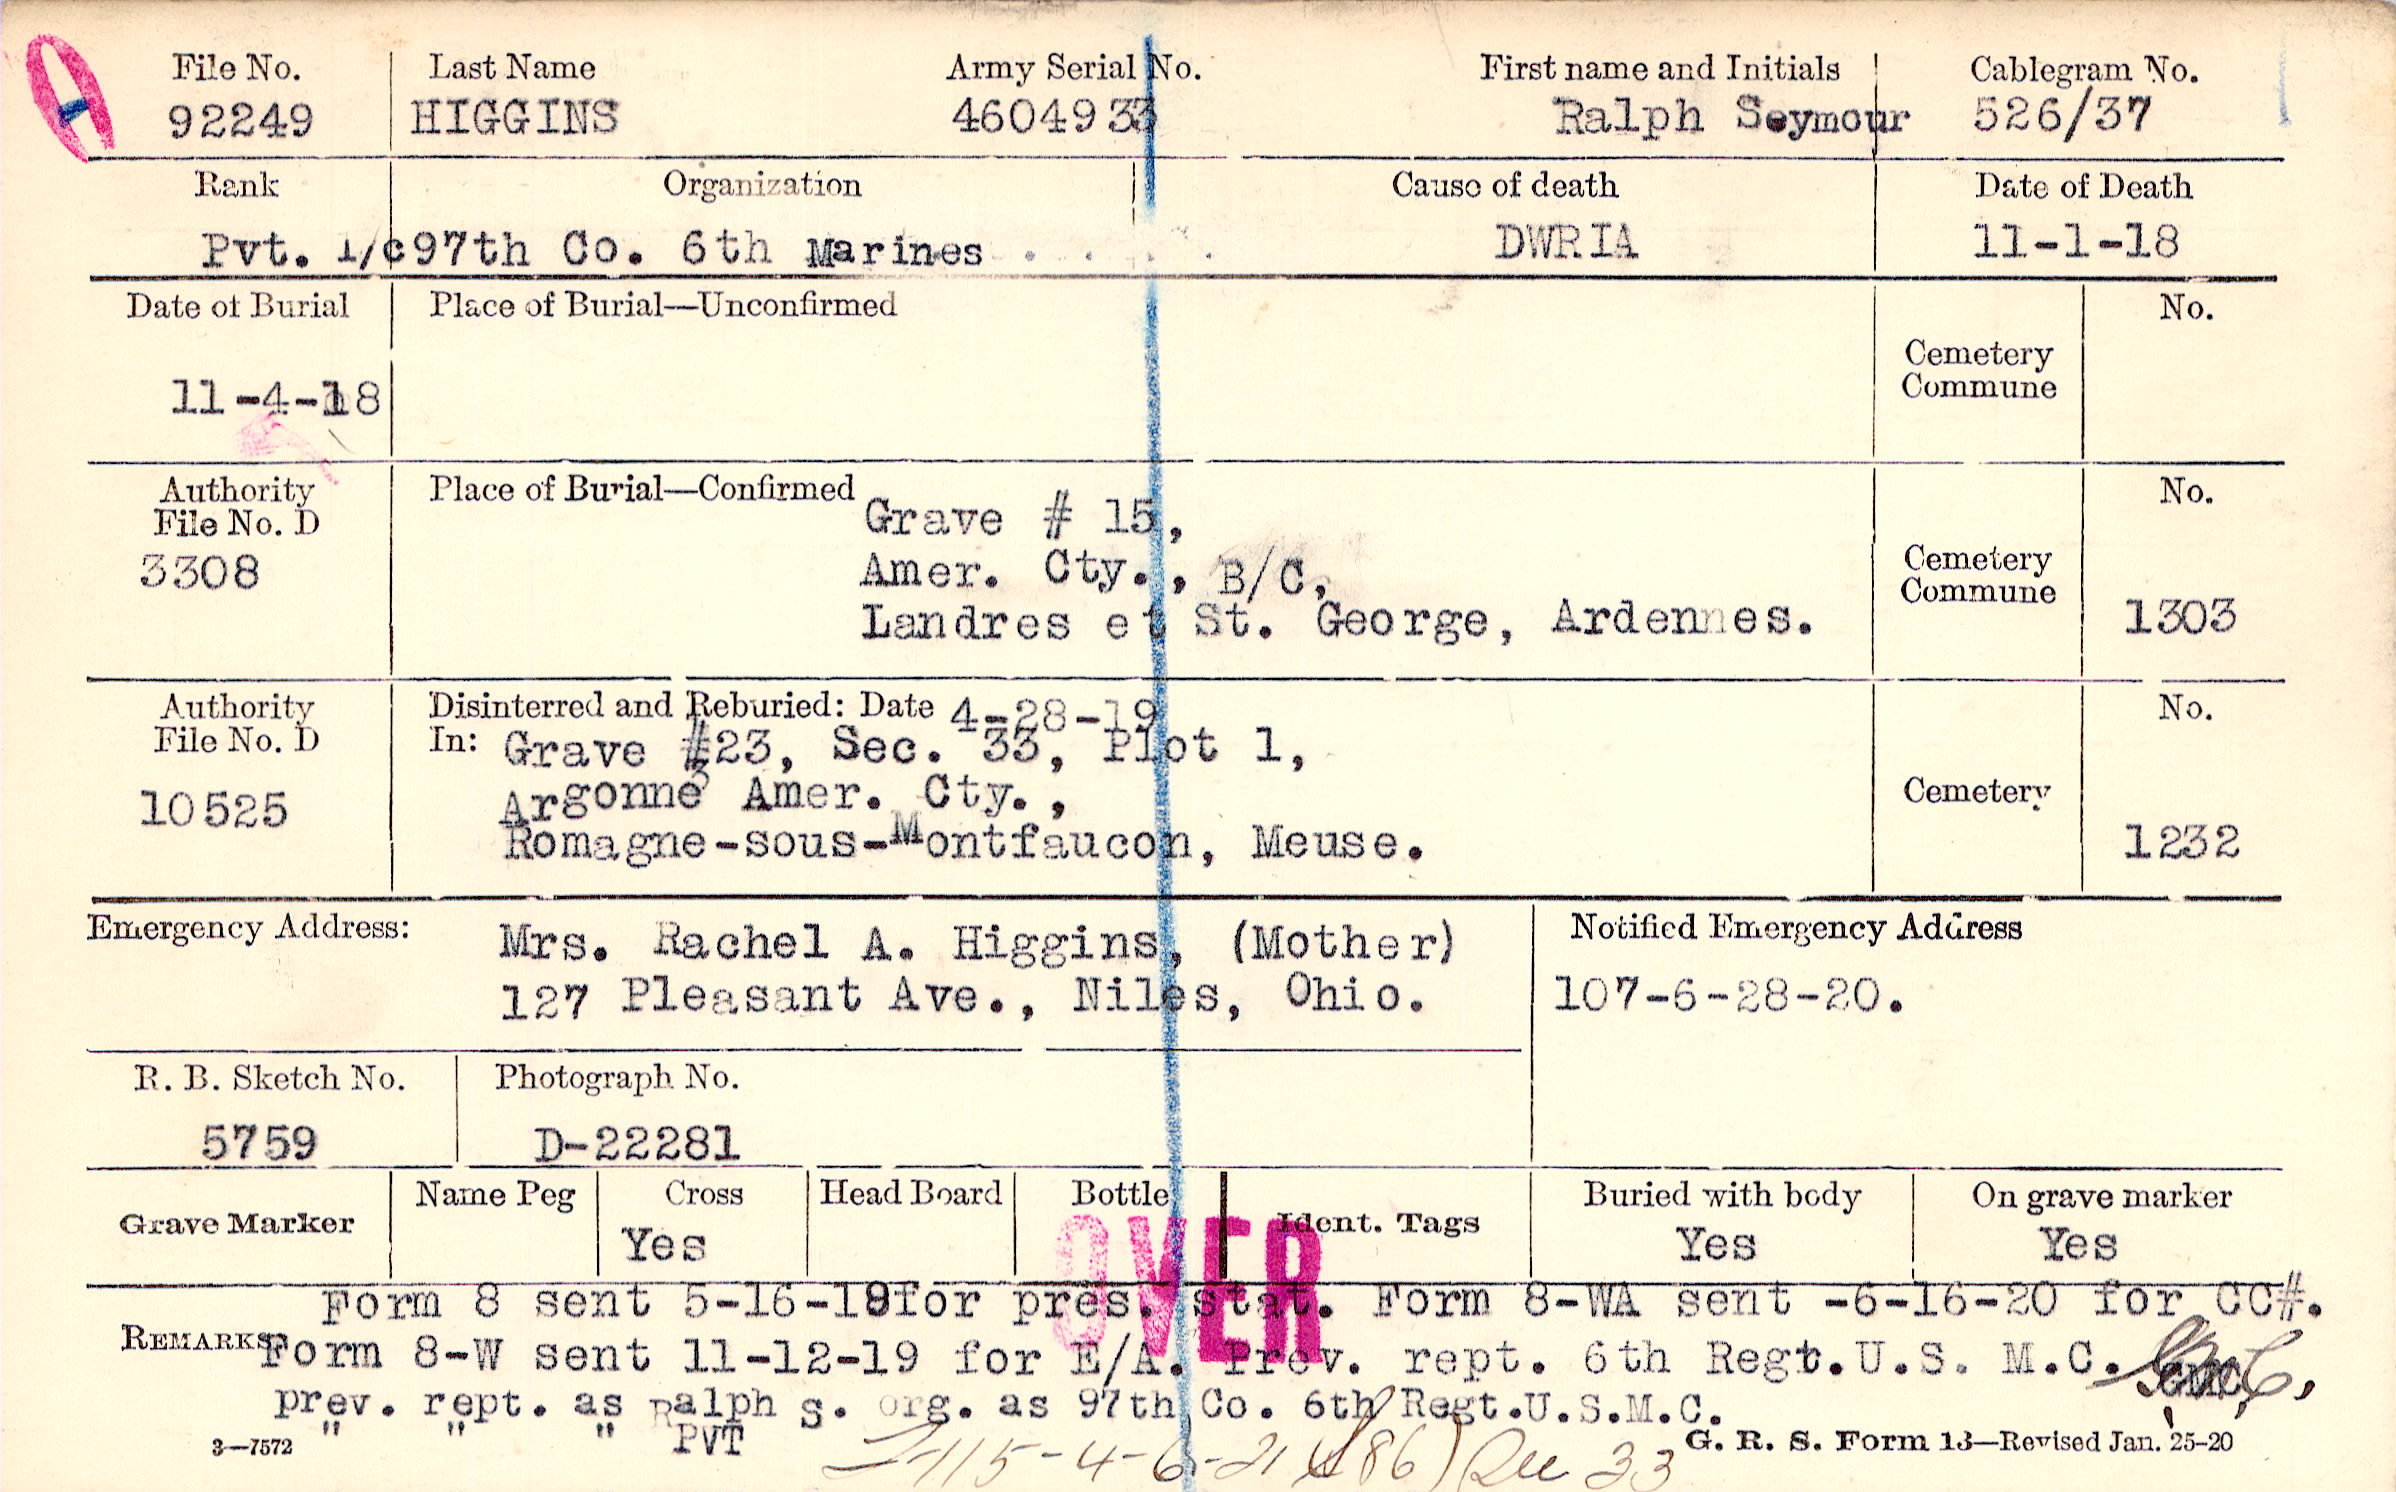 File No. Last Name Army Serial No. First name and Initials Cablegram No.
92249 HIGGINS 4604933 Ralph Seymour 526/37
Rank Organization Cause of death Date of Death
Pvt. 1/c 97th Co. 6th Marines . . . . DWRIA 11-1-18
Date of Burial Place of Burial—Unconfirmed No.
Cemetery
Commune
11-4-18
Authority Place of Burial—Confirmed No.
File No. D Grave # 15,
3308 Amer. Cty., B/C, Cemetery
Commune
Landres et St. George, Ardennes. 1303
Authority Disinterred and Reburied: Date 4-28-19 No.
File No. D In: Grave #23, Sec. 33, Plot 1,
3
10525 Argonne Amer. Cty., Cemetery
Romagne-sous-Montfaucon, Meuse. 1232
Emergency Address: Mrs. Rachel A. Higgins, (Mother) Notified Emergency Address
127 Pleasant Ave., Niles, Ohio. 107-6-28-20.
R. B. Sketch No. Photograph No.
5759 D-22281
Grave Marker Name Peg Cross Head Board Bottle Ident. Tags Buried with body On grave marker
Yes Yes Yes
OVER
Form 8 sent 5-16-19for pres. stat. Form 8-WA sent -6-16-20 for CC#.
REMARKS Form 8-W sent 11-12-19 for E/A. Prev. rept. 6th Regt.U.S. M.C. GMC
prev. rept. as Ralph S. org. as 97th Co. 6th Regt.U.S.M.C.
" " " PVT
3—7572 G. R. S. Form 13—Revised Jan. 25-20